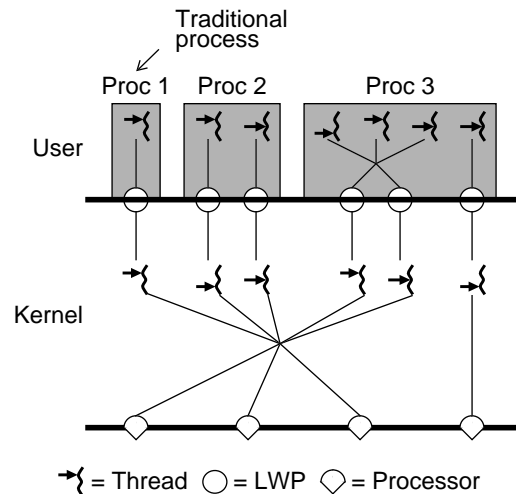 Traditional
process
Proc 1 Proc 2 Proc 3
User
Kernel
= Thread = LWP = Processor